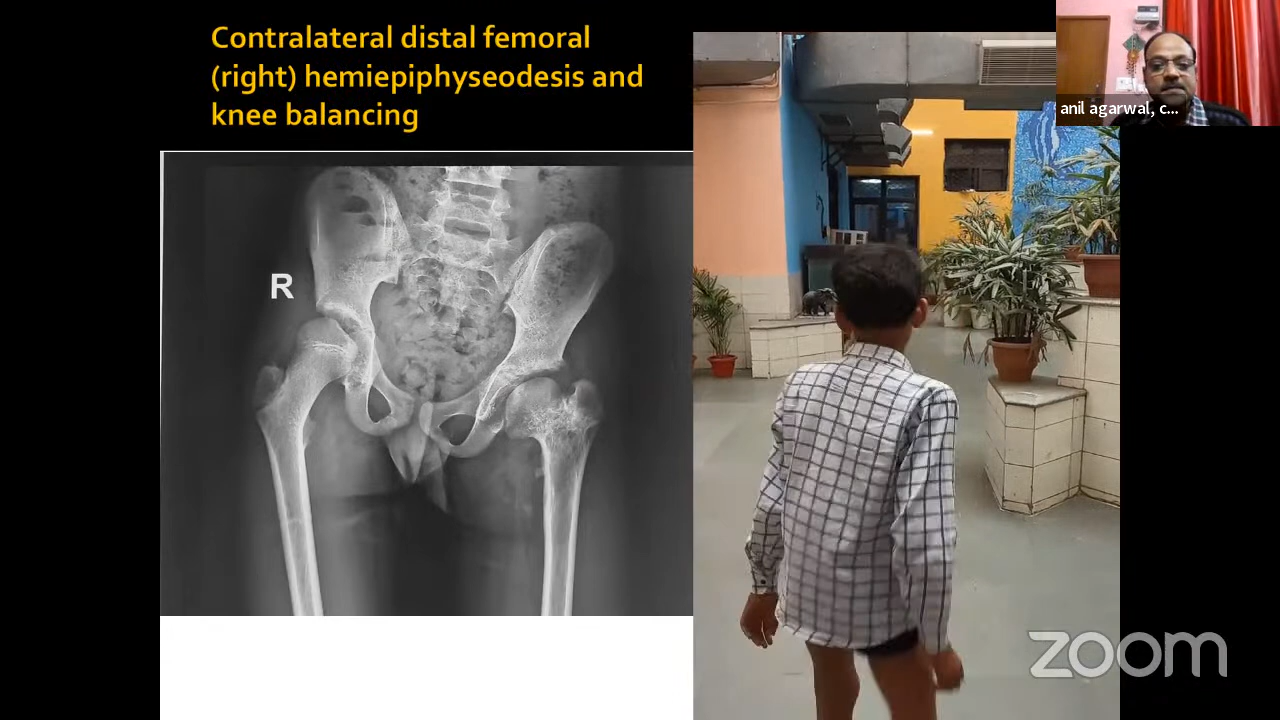 Contralateral distal femoral
(right) hemiepiphyseodesis and
knee balancing
anil agarwal, c...
R
zoom